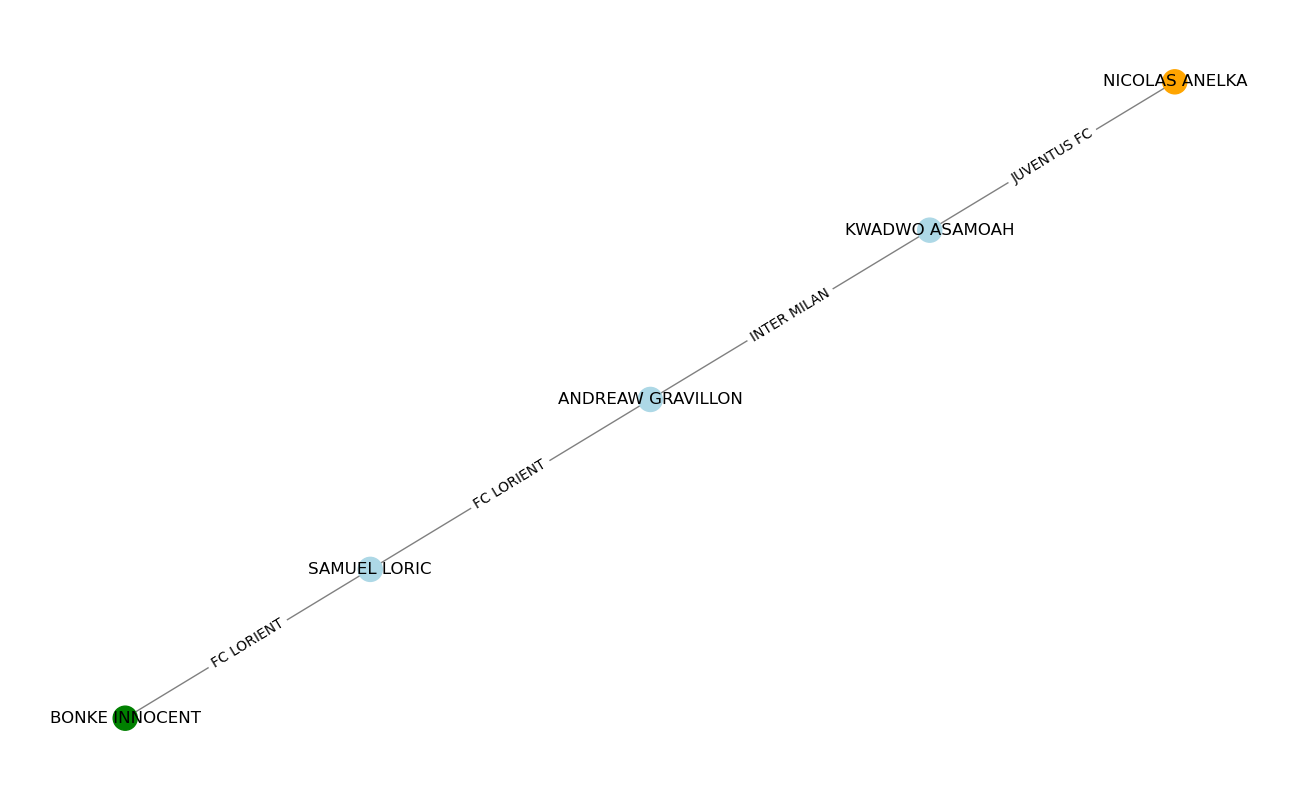 NICOLAS ANELKA
JUVENTUS FC
KWADWO ASAMOAH
INTER MILAN
ANDREAW GRAVILLON
FC LORIENT
SAMUEL LORIC
FC LORIENT
BONKE INNOCENT